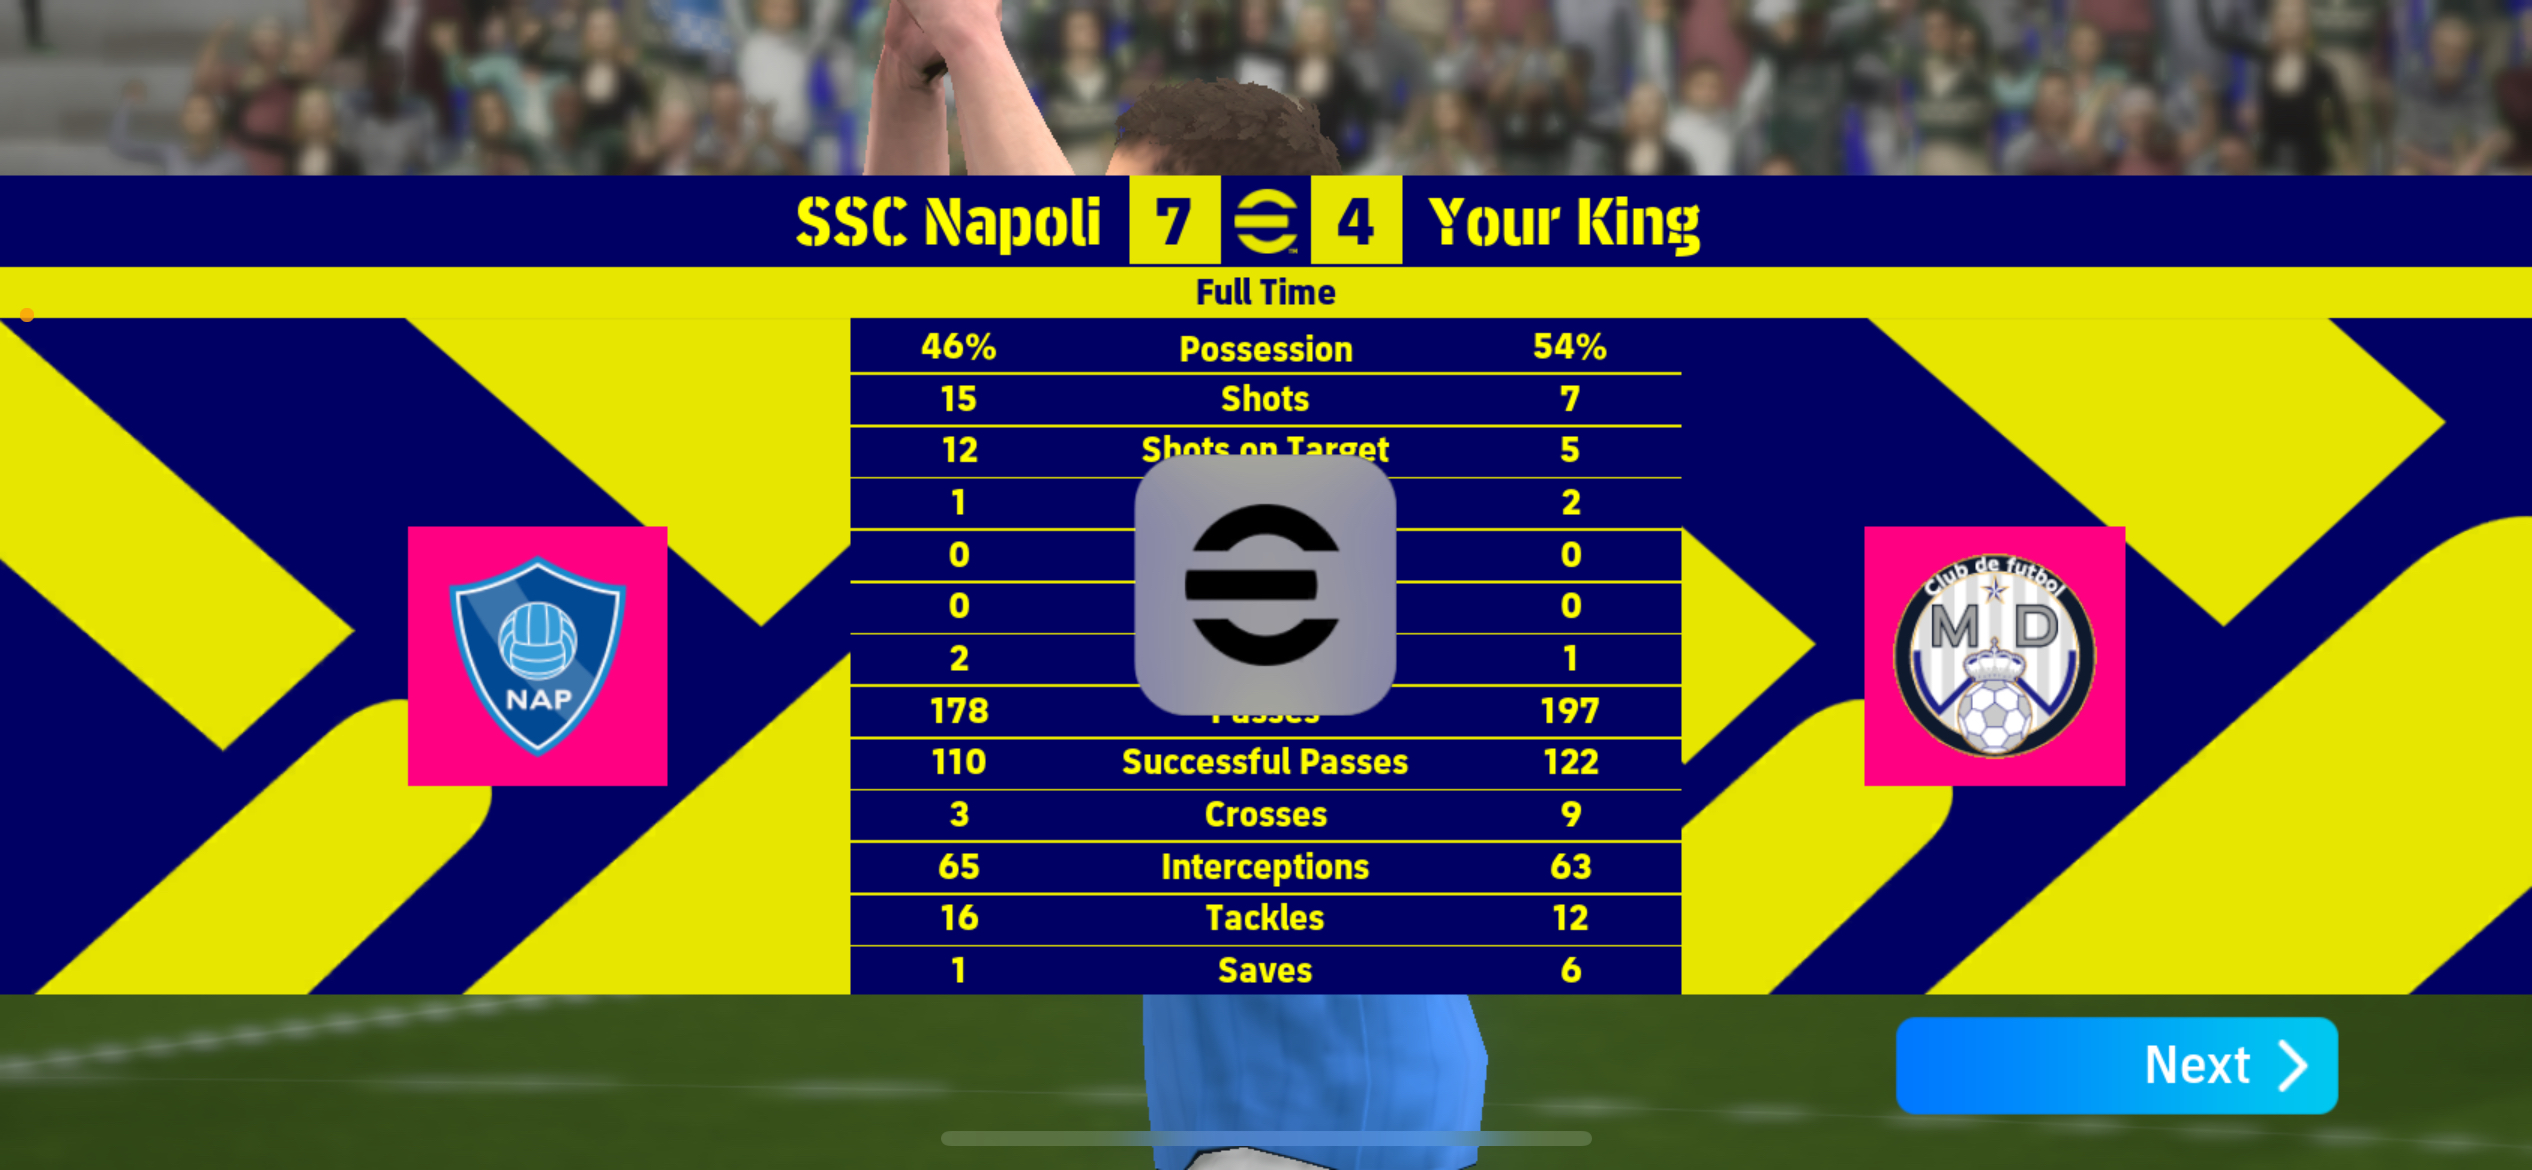 SSC Napoli 7 4 Your King
Full Time
46% Possession 54%
15 Shots 7
12 Shots on Target 5
1 2
0 0
0 0
2 1
178 Passes 197
110 Successful Passes 122
3 Crosses 9
65 Interceptions 63
16 Tackles 12
1 Saves 6
NAP
Club de futbol
M D
Next